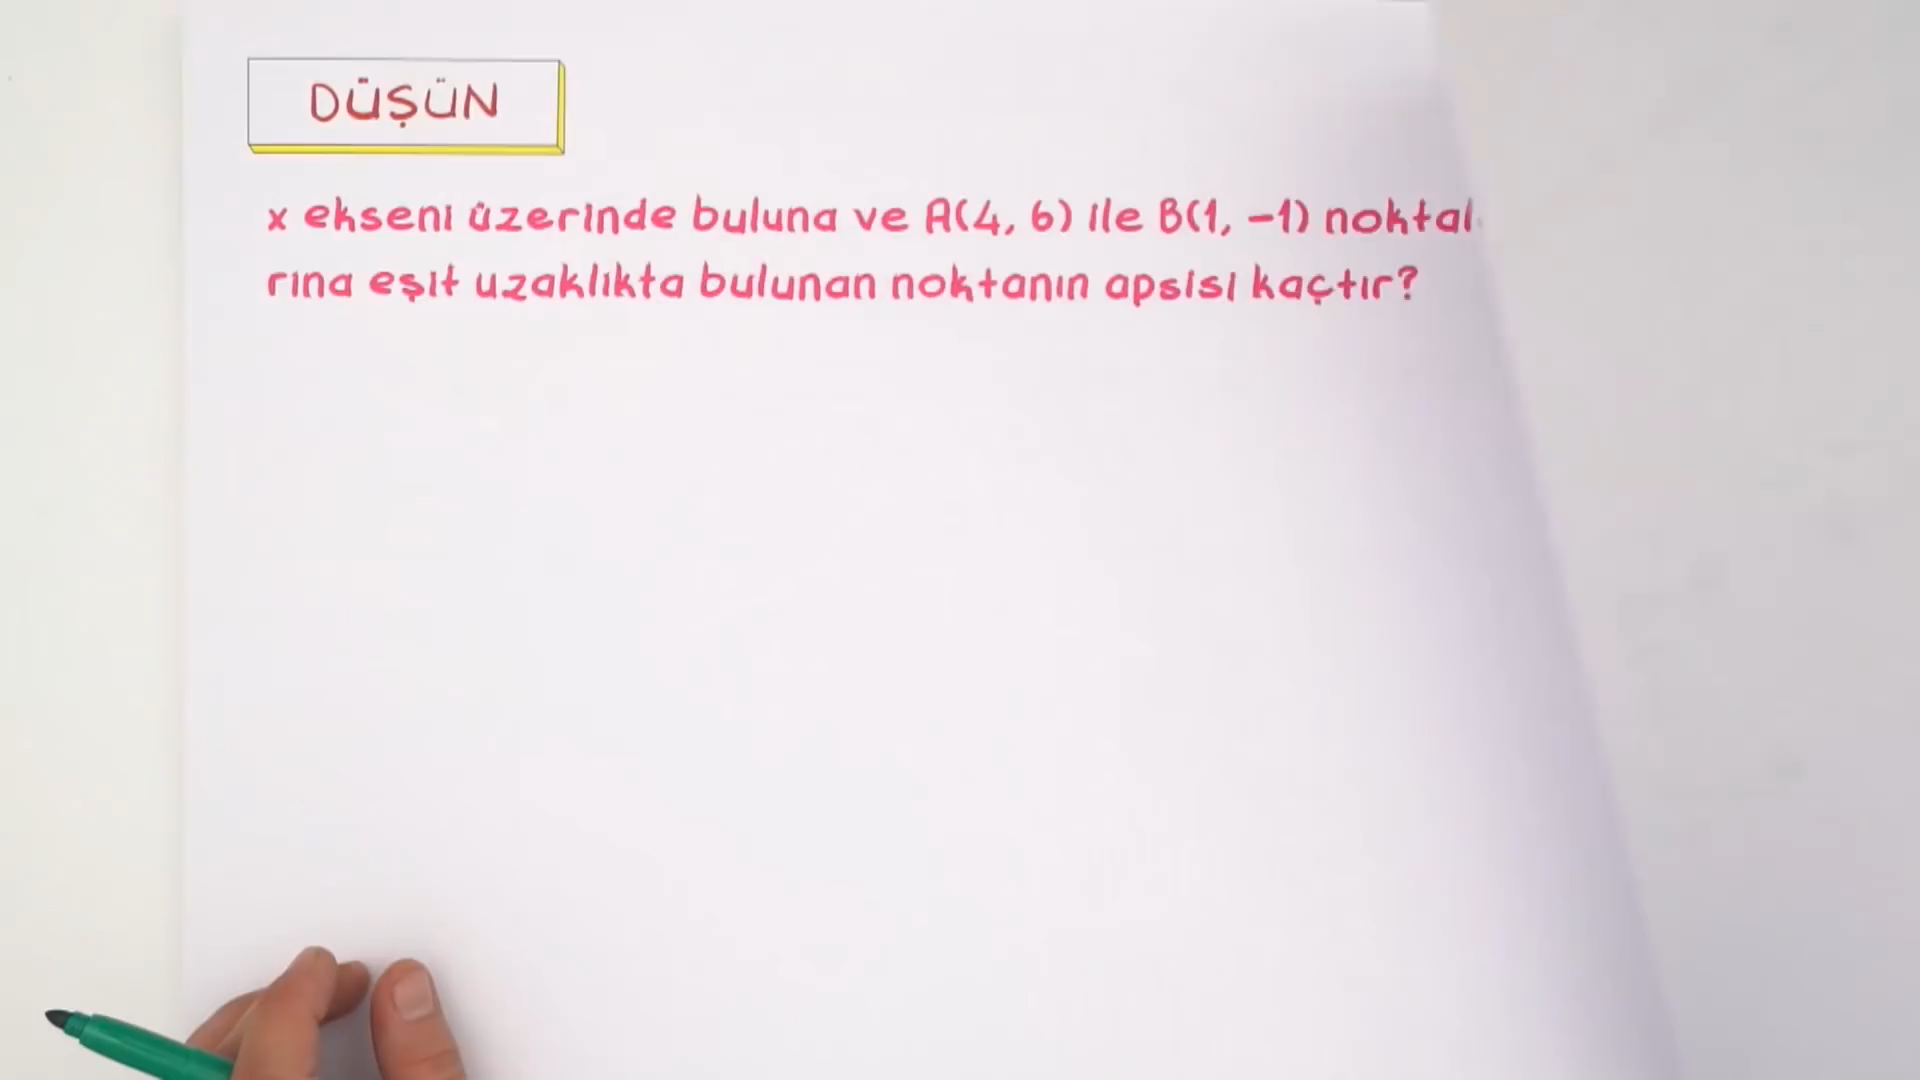 DÜŞÜN
x ekseni üzerinde buluna ve A(4, 6) ile B(1, -1) noktal
rına eşit uzaklıkta bulunan noktanın apsisi kaçtır?